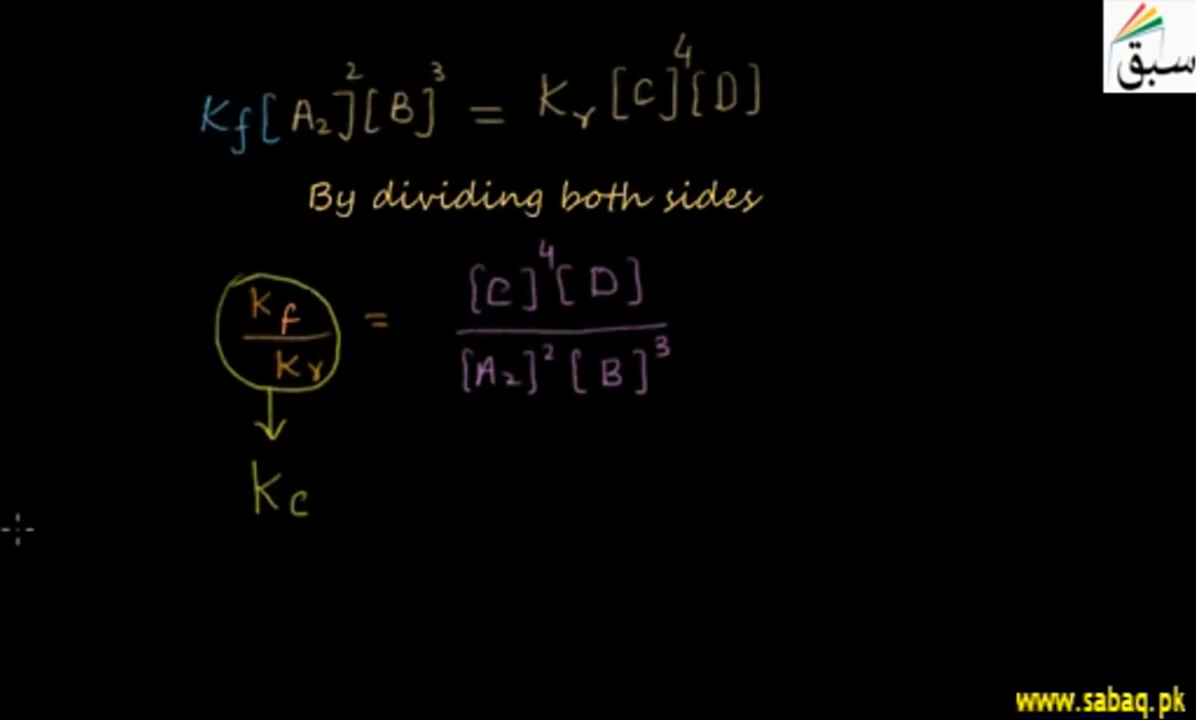 سبق
Kf[A₂]²[B]³ = Kr[C]⁴[D]
By dividing both sides
Kf/Kr = [C]⁴[D]/[A₂]²[B]³
Kc
www.sabaq.pk